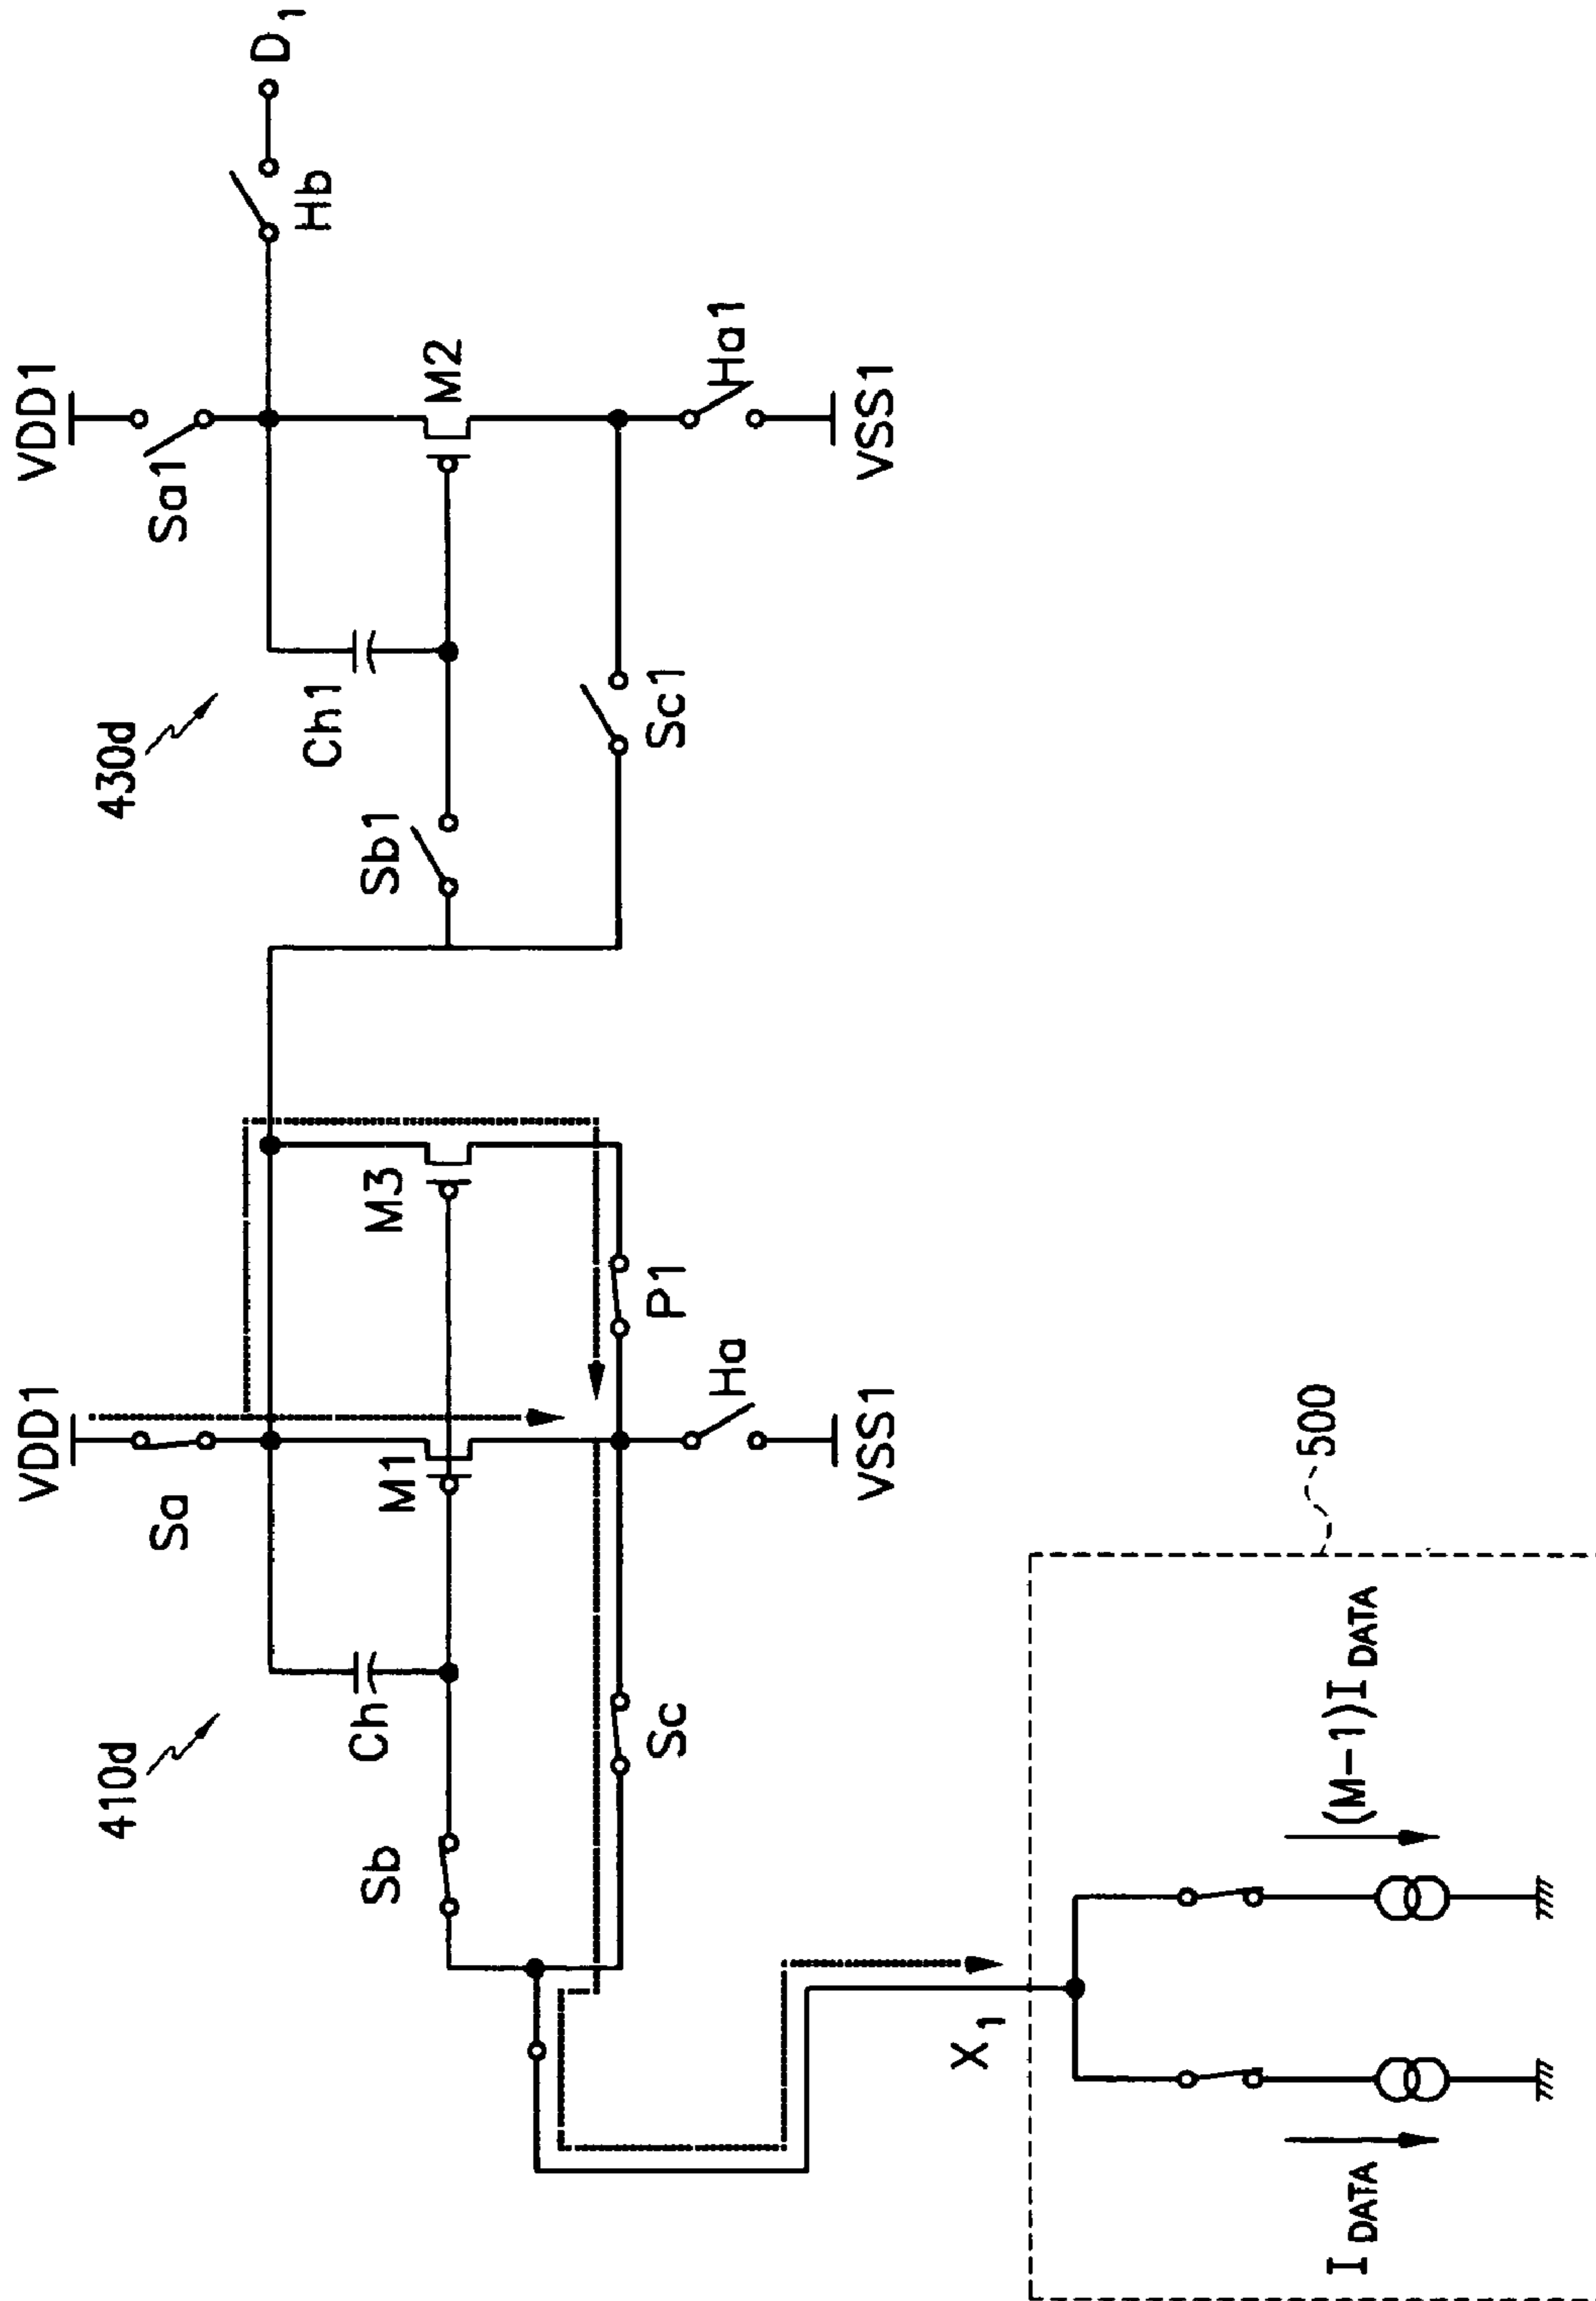 410d
430d
VDD1
VDD1
Sa
Sa1
Hb
D1
Ch
M1
M3
Ch1
M2
Sb
Sb1
Sc
P1
Ha
Sc1
Ha1
VSS1
VSS1
X1
500
IDATA
(M-1)IDATA